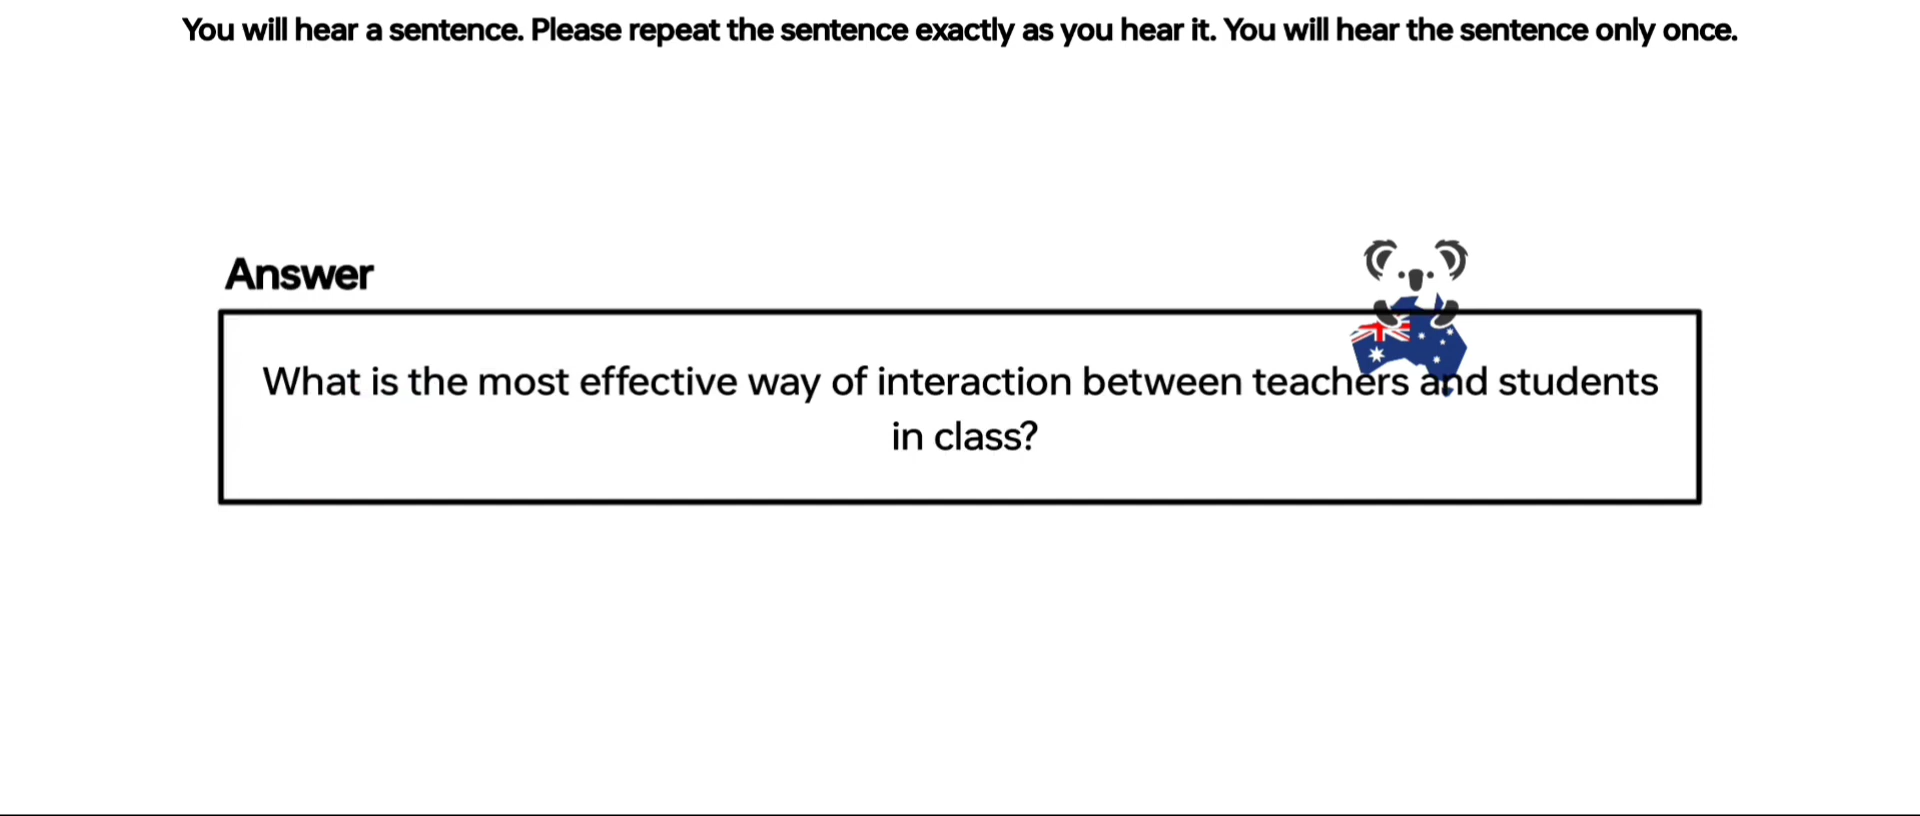 You will hear a sentence. Please repeat the sentence exactly as you hear it. You will hear the sentence only once.
Answer
What is the most effective way of interaction between teachers and students
in class?